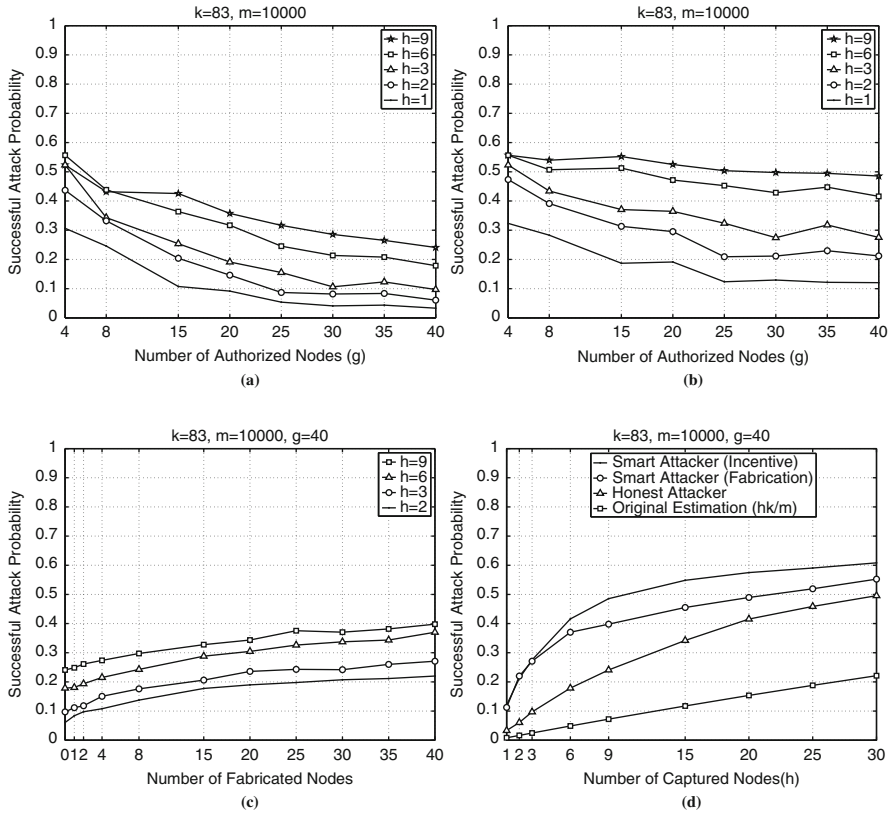 k=83, m=10000
1
0.9
0.8
0.7
0.6
0.5
0.4
0.3
0.2
0.1
0
Successful Attack Probability
h=9
h=6
h=3
h=2
h=1
4 8 15 20 25 30 35 40
Number of Authorized Nodes (g)
(a)
k=83, m=10000
1
0.9
0.8
0.7
0.6
0.5
0.4
0.3
0.2
0.1
0
Successful Attack Probability
h=9
h=6
h=3
h=2
h=1
4 8 15 20 25 30 35 40
Number of Authorized Nodes (g)
(b)
k=83, m=10000, g=40
1
0.9
0.8
0.7
0.6
0.5
0.4
0.3
0.2
0.1
0
Successful Attack Probability
h=9
h=6
h=3
h=2
0 1 2 4 8 15 20 25 30 35 40
Number of Fabricated Nodes
(c)
k=83, m=10000, g=40
1
0.9
0.8
0.7
0.6
0.5
0.4
0.3
0.2
0.1
0
Successful Attack Probability
Smart Attacker (Incentive)
Smart Attacker (Fabrication)
Honest Attacker
Original Estimation (hk/m)
1 2 3 6 9 15 20 25 30
Number of Captured Nodes(h)
(d)